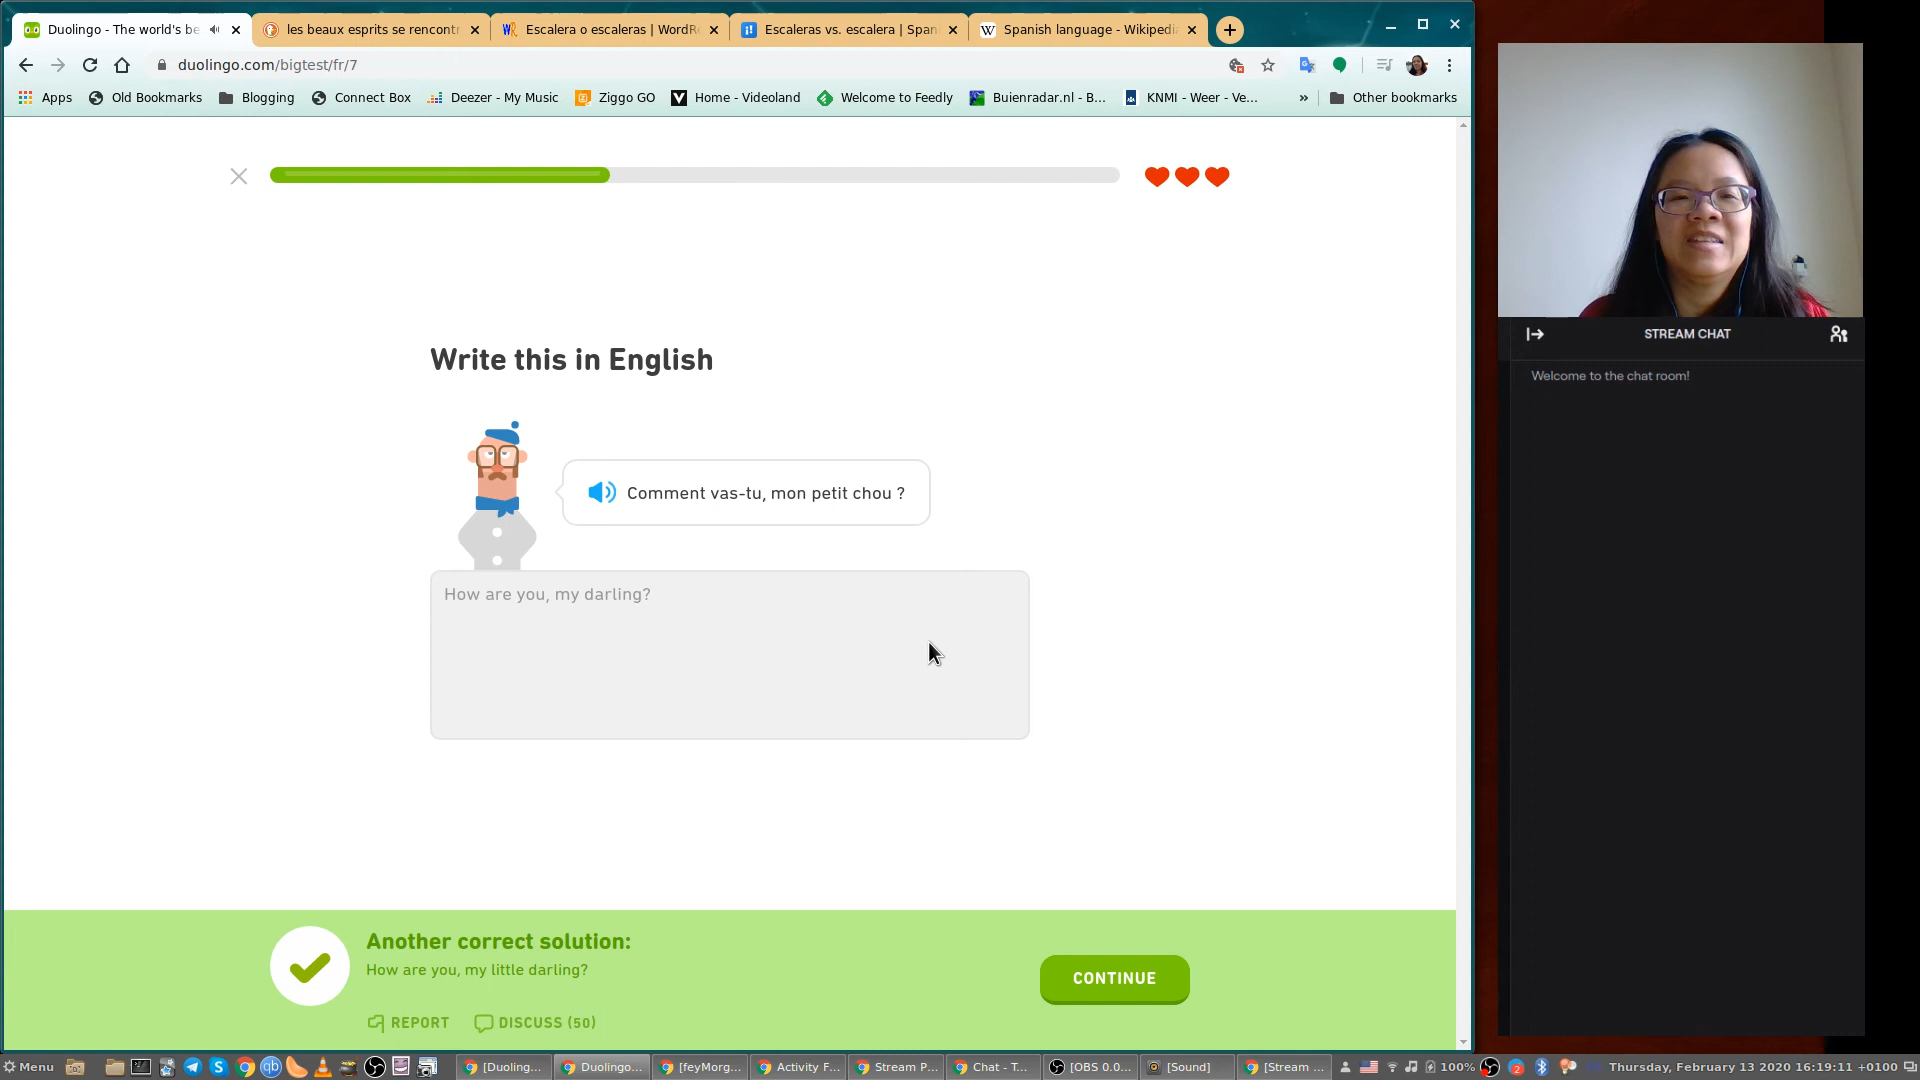 Duolingo - The world's be
les beaux esprits se rencontr
Escalera o escaleras | WordR
Escaleras vs. escalera | Span
Spanish language - Wikipedi
duolingo.com/bigtest/fr/7
Apps
Old Bookmarks
Blogging
Connect Box
Deezer - My Music
Ziggo GO
Home - Videoland
Welcome to Feedly
Buienradar.nl - B...
KNMI - Weer - Ve...
»
Other bookmarks
STREAM CHAT
Welcome to the chat room!
Write this in English
Comment vas-tu, mon petit chou ?
How are you, my darling?
Another correct solution:
How are you, my little darling?
REPORT
DISCUSS (50)
CONTINUE
Menu
[Duoling...
Duolingo...
[feyMorg...
Activity F...
Stream P...
Chat - T...
[OBS 0.0...
[Sound]
[Stream ...
100%
2
Thursday, February 13 2020 16:19:11 +0100